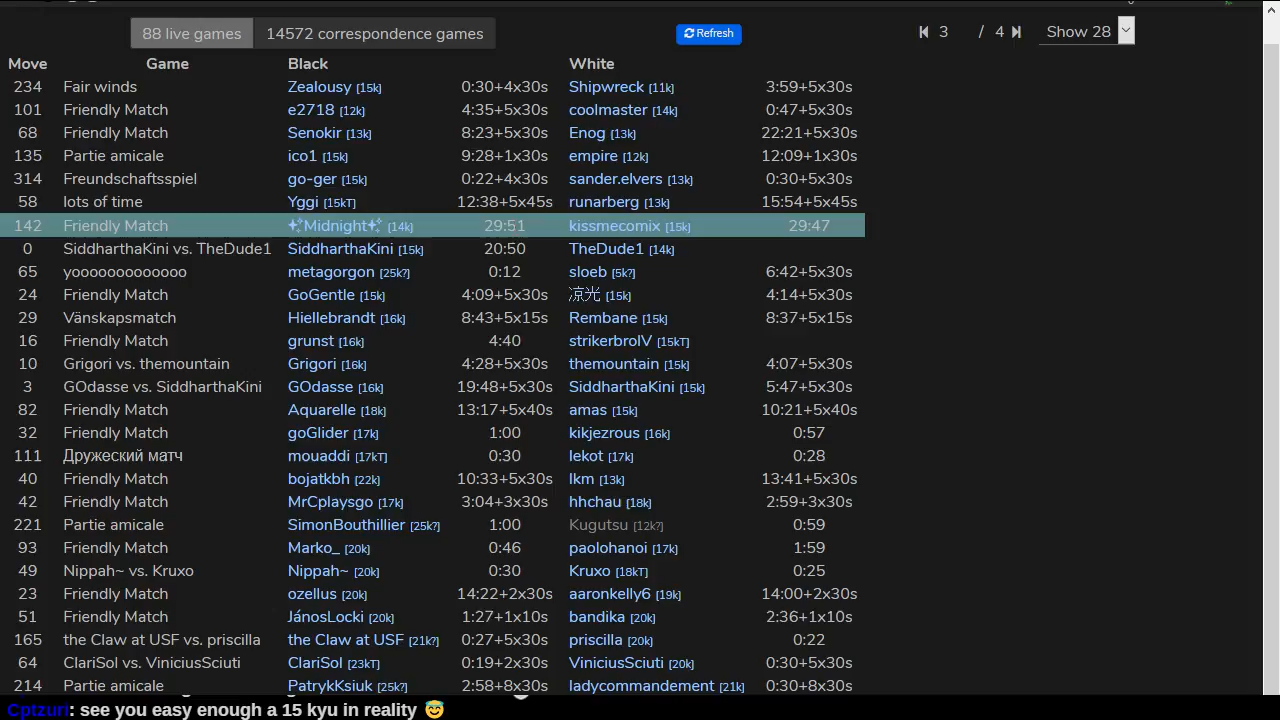 88 live games 14572 correspondence games Refresh 3 / 4 Show 28
Move Game Black White
234 Fair winds Zealousy [15k] 0:30+4x30s Shipwreck [11k] 3:59+5x30s
101 Friendly Match e2718 [12k] 4:35+5x30s coolmaster [14k] 0:47+5x30s
68 Friendly Match Senokir [13k] 8:23+5x30s Enog [13k] 22:21+5x30s
135 Partie amicale ico1 [15k] 9:28+1x30s empire [12k] 12:09+1x30s
314 Freundschaftsspiel go-ger [15k] 0:22+4x30s sander.elvers [13k] 0:30+5x30s
58 lots of time Yggi [15kT] 12:38+5x45s runarberg [13k] 15:54+5x45s
142 Friendly Match ✨Midnight✨ [14k] 29:51 kissmecomix [15k] 29:47
0 SiddharthaKini vs. TheDude1 SiddharthaKini [15k] 20:50 TheDude1 [14k]
65 yooooooooooooo metagorgon [25k?] 0:12 sloeb [5k?] 6:42+5x30s
24 Friendly Match GoGentle [15k] 4:09+5x30s 凉光 [15k] 4:14+5x30s
29 Vänskapsmatch Hiellebrandt [16k] 8:43+5x15s Rembane [15k] 8:37+5x15s
16 Friendly Match grunst [16k] 4:40 strikerbrolV [15kT]
10 Grigori vs. themountain Grigori [16k] 4:28+5x30s themountain [15k] 4:07+5x30s
3 GOdasse vs. SiddharthaKini GOdasse [16k] 19:48+5x30s SiddharthaKini [15k] 5:47+5x30s
82 Friendly Match Aquarelle [18k] 13:17+5x40s amas [15k] 10:21+5x40s
32 Friendly Match goGlider [17k] 1:00 kikjezrous [16k] 0:57
111 Дружеский матч mouaddi [17kT] 0:30 lekot [17k] 0:28
40 Friendly Match bojatkbh [22k] 10:33+5x30s lkm [13k] 13:41+5x30s
42 Friendly Match MrCplaysgo [17k] 3:04+3x30s hhchau [18k] 2:59+3x30s
221 Partie amicale SimonBouthillier [25k?] 1:00 Kugutsu [12k?] 0:59
93 Friendly Match Marko_ [20k] 0:46 paolohanoi [17k] 1:59
49 Nippah~ vs. Kruxo Nippah~ [20k] 0:30 Kruxo [18kT] 0:25
23 Friendly Match ozellus [20k] 14:22+2x30s aaronkelly6 [19k] 14:00+2x30s
51 Friendly Match JánosLocki [20k] 1:27+1x10s bandika [20k] 2:36+1x10s
165 the Claw at USF vs. priscilla the Claw at USF [21k?] 0:27+5x30s priscilla [20k] 0:22
64 ClariSol vs. ViniciusSciuti ClariSol [23kT] 0:19+2x30s ViniciusSciuti [20k] 0:30+5x30s
214 Partie amicale PatrykKsiuk [25k?] 2:58+8x30s ladycommandement [21k] 0:30+8x30s
Cptzuri: see you easy enough a 15 kyu in reality 😇